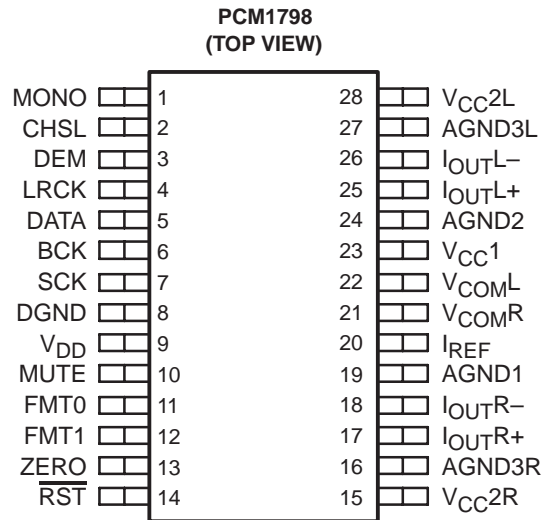 PCM1798
(TOP VIEW)
MONO 1 28 VCC2L
CHSL 2 27 AGND3L
DEM 3 26 IOUTL–
LRCK 4 25 IOUTL+
DATA 5 24 AGND2
BCK 6 23 VCC1
SCK 7 22 VCOML
DGND 8 21 VCOMR
VDD 9 20 IREF
MUTE 10 19 AGND1
FMT0 11 18 IOUTR–
FMT1 12 17 IOUTR+
ZERO 13 16 AGND3R
R̅S̅T̅ 14 15 VCC2R